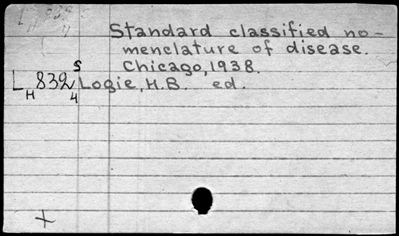 Standard classified no-
menclature of disease.
Chicago, 1938.
L H 832 S 4 Logie, H.B. ed.